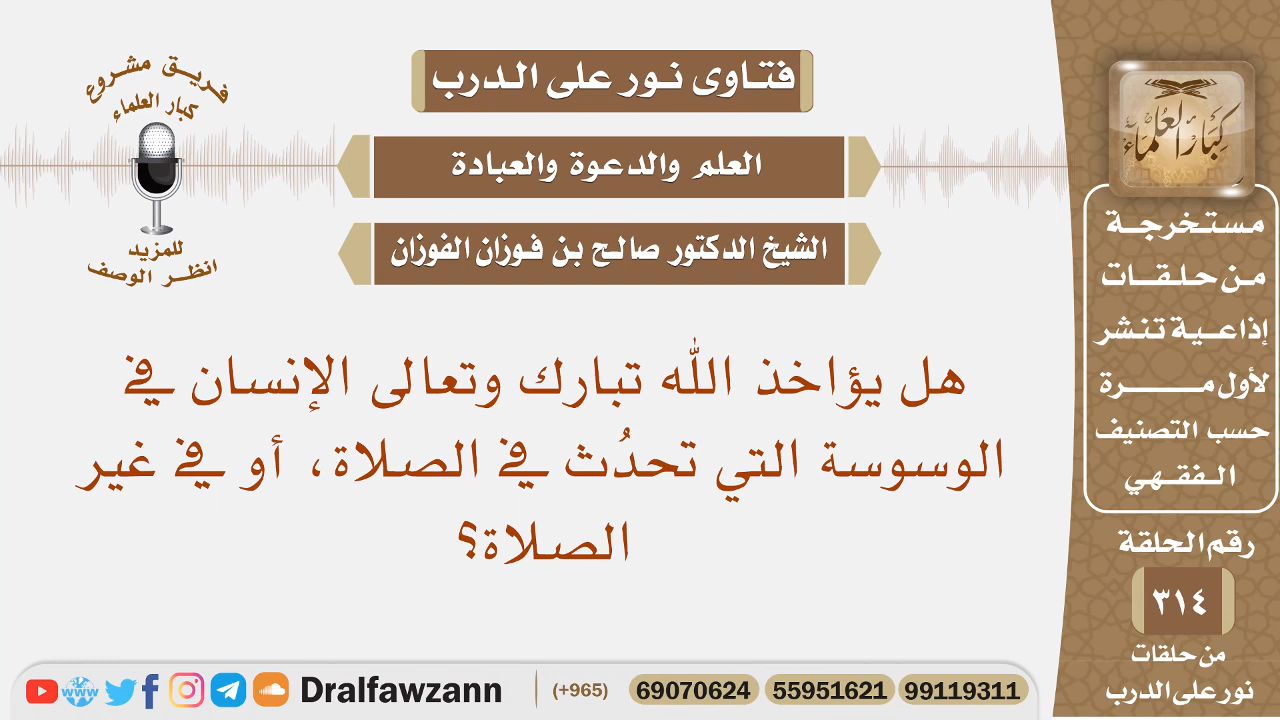 فريق مشروع
كبار العلماء
للمزيد
انظر الوصف
فتاوى نور على الدرب
العلم والدعوة والعبادة
الشيخ الدكتور صالح بن فوزان الفوزان
هل يؤاخذ الله تبارك وتعالى الإنسان في
الوسوسة التي تحدُث في الصلاة، أو في غير
الصلاة؟
كبار العلماء
مستخرجة
من حلقات
إذاعية تنشر
لأول مرة
حسب التصنيف
الفقهي
رقم الحلقة
٣١٤
من حلقات
نور على الدرب
www
Dralfawzann
(+965)
69070624
55951621
99119311